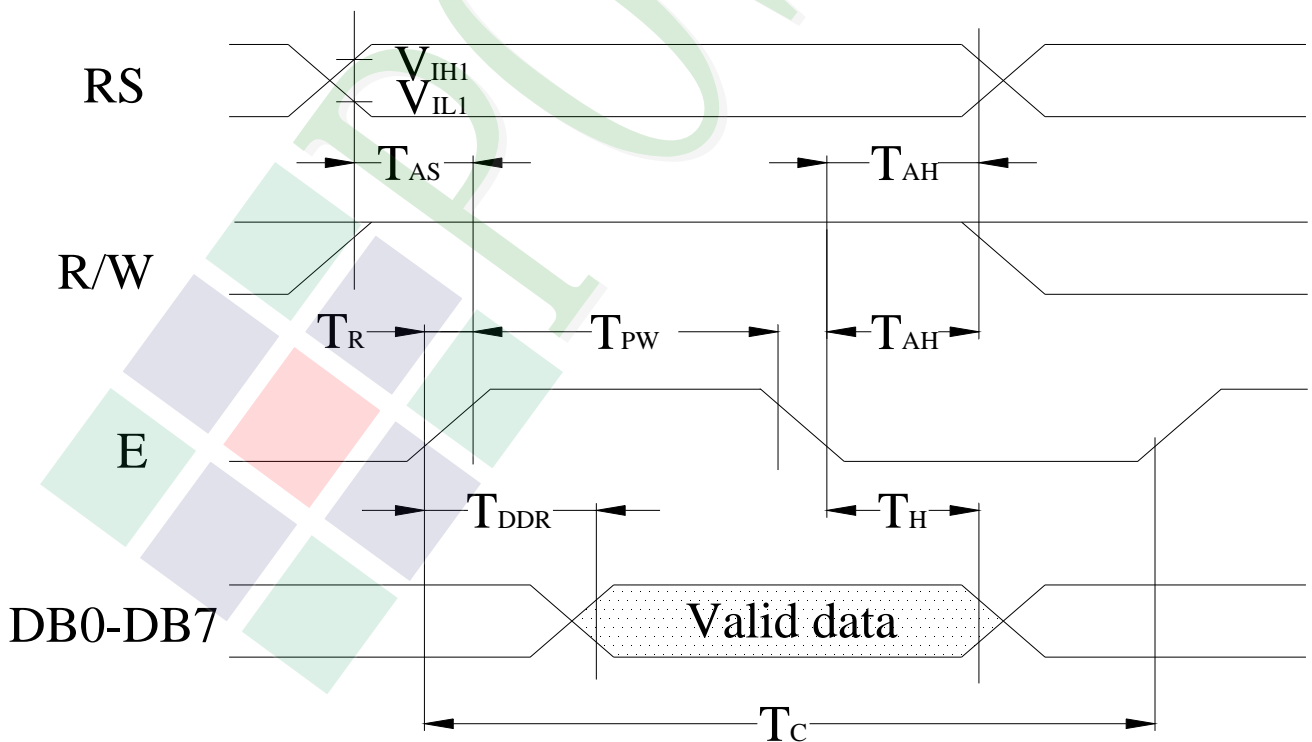 RS
VIH1
VIL1
TAS
TAH
R/W
TR
TPW
TAH
E
TDDR
TH
DB0-DB7
Valid data
TC